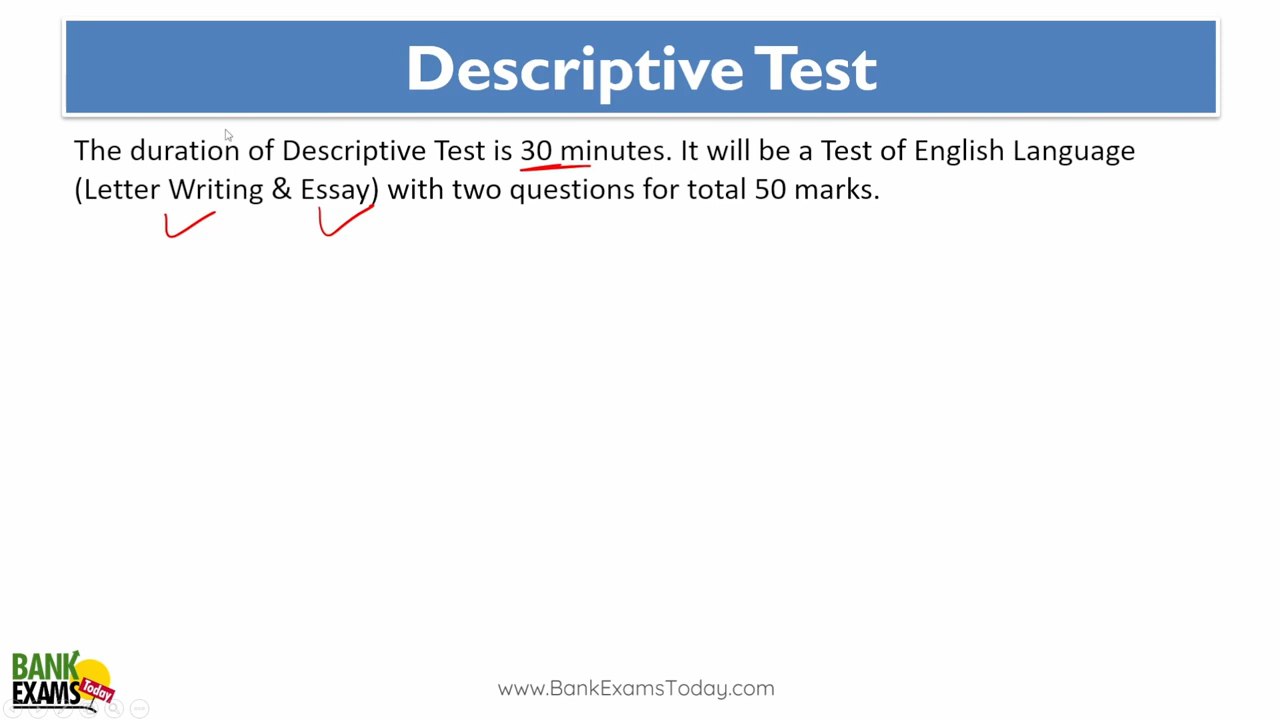 Descriptive Test
The duration of Descriptive Test is 30 minutes. It will be a Test of English Language
(Letter Writing & Essay) with two questions for total 50 marks.
BANK
EXAMS
Today
www.BankExamsToday.com